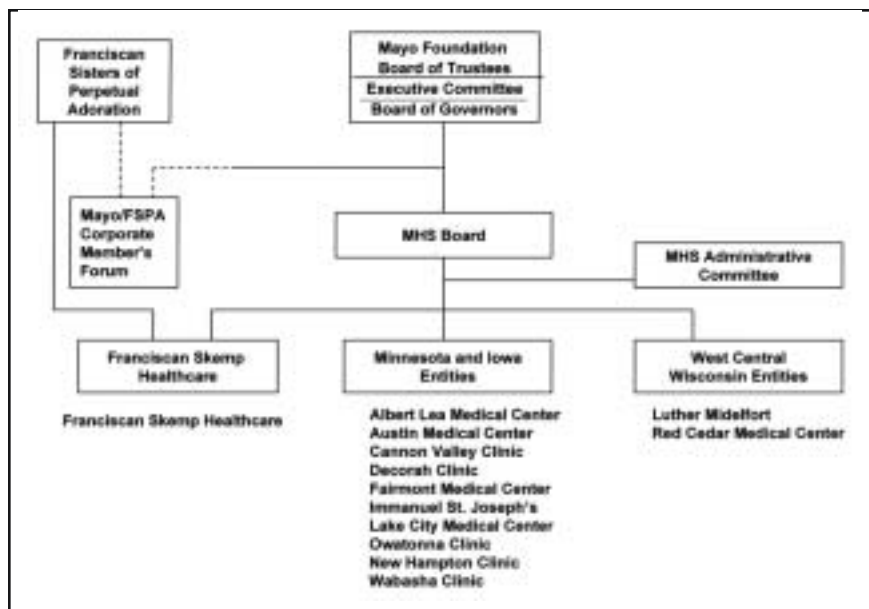 Franciscan
Sisters of
Perpetual
Adoration
Mayo Foundation
Board of Trustees
Executive Committee
Board of Governors
Mayo/FSPA
Corporate
Member's
Forum
MHS Board
MHS Administrative
Committee
Franciscan Skemp
Healthcare
Minnesota and Iowa
Entities
West Central
Wisconsin Entities
Franciscan Skemp Healthcare
Albert Lea Medical Center
Austin Medical Center
Cannon Valley Clinic
Decorah Clinic
Fairmont Medical Center
Immanuel St. Joseph's
Lake City Medical Center
Owatonna Clinic
New Hampton Clinic
Wabasha Clinic
Luther Midelfort
Red Cedar Medical Center